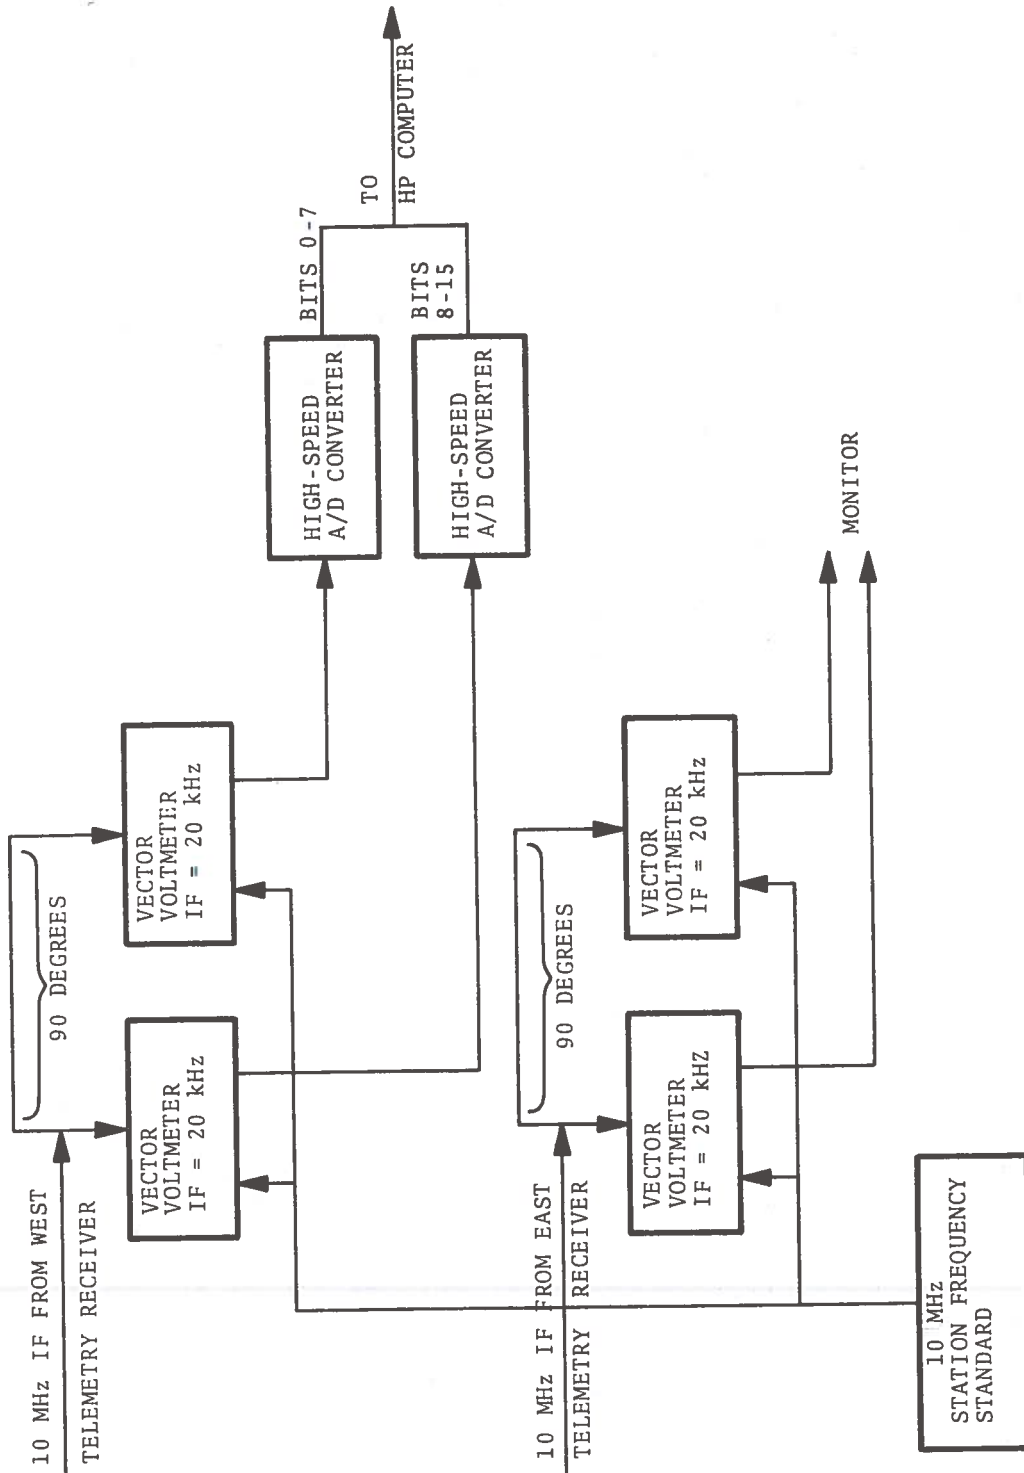 10 MHz IF FROM WEST
TELEMETRY RECEIVER
90 DEGREES
VECTOR
VOLTMETER
IF = 20 kHz
VECTOR
VOLTMETER
IF = 20 kHz
HIGH-SPEED
A/D CONVERTER
BITS 0-7
HIGH-SPEED
A/D CONVERTER
BITS
8-15
TO
HP COMPUTER
10 MHz IF FROM EAST
TELEMETRY RECEIVER
90 DEGREES
VECTOR
VOLTMETER
IF = 20 kHZ
VECTOR
VOLTMETER
IF = 20 kHz
MONITOR
10 MHz
STATION FREQUENCY
STANDARD